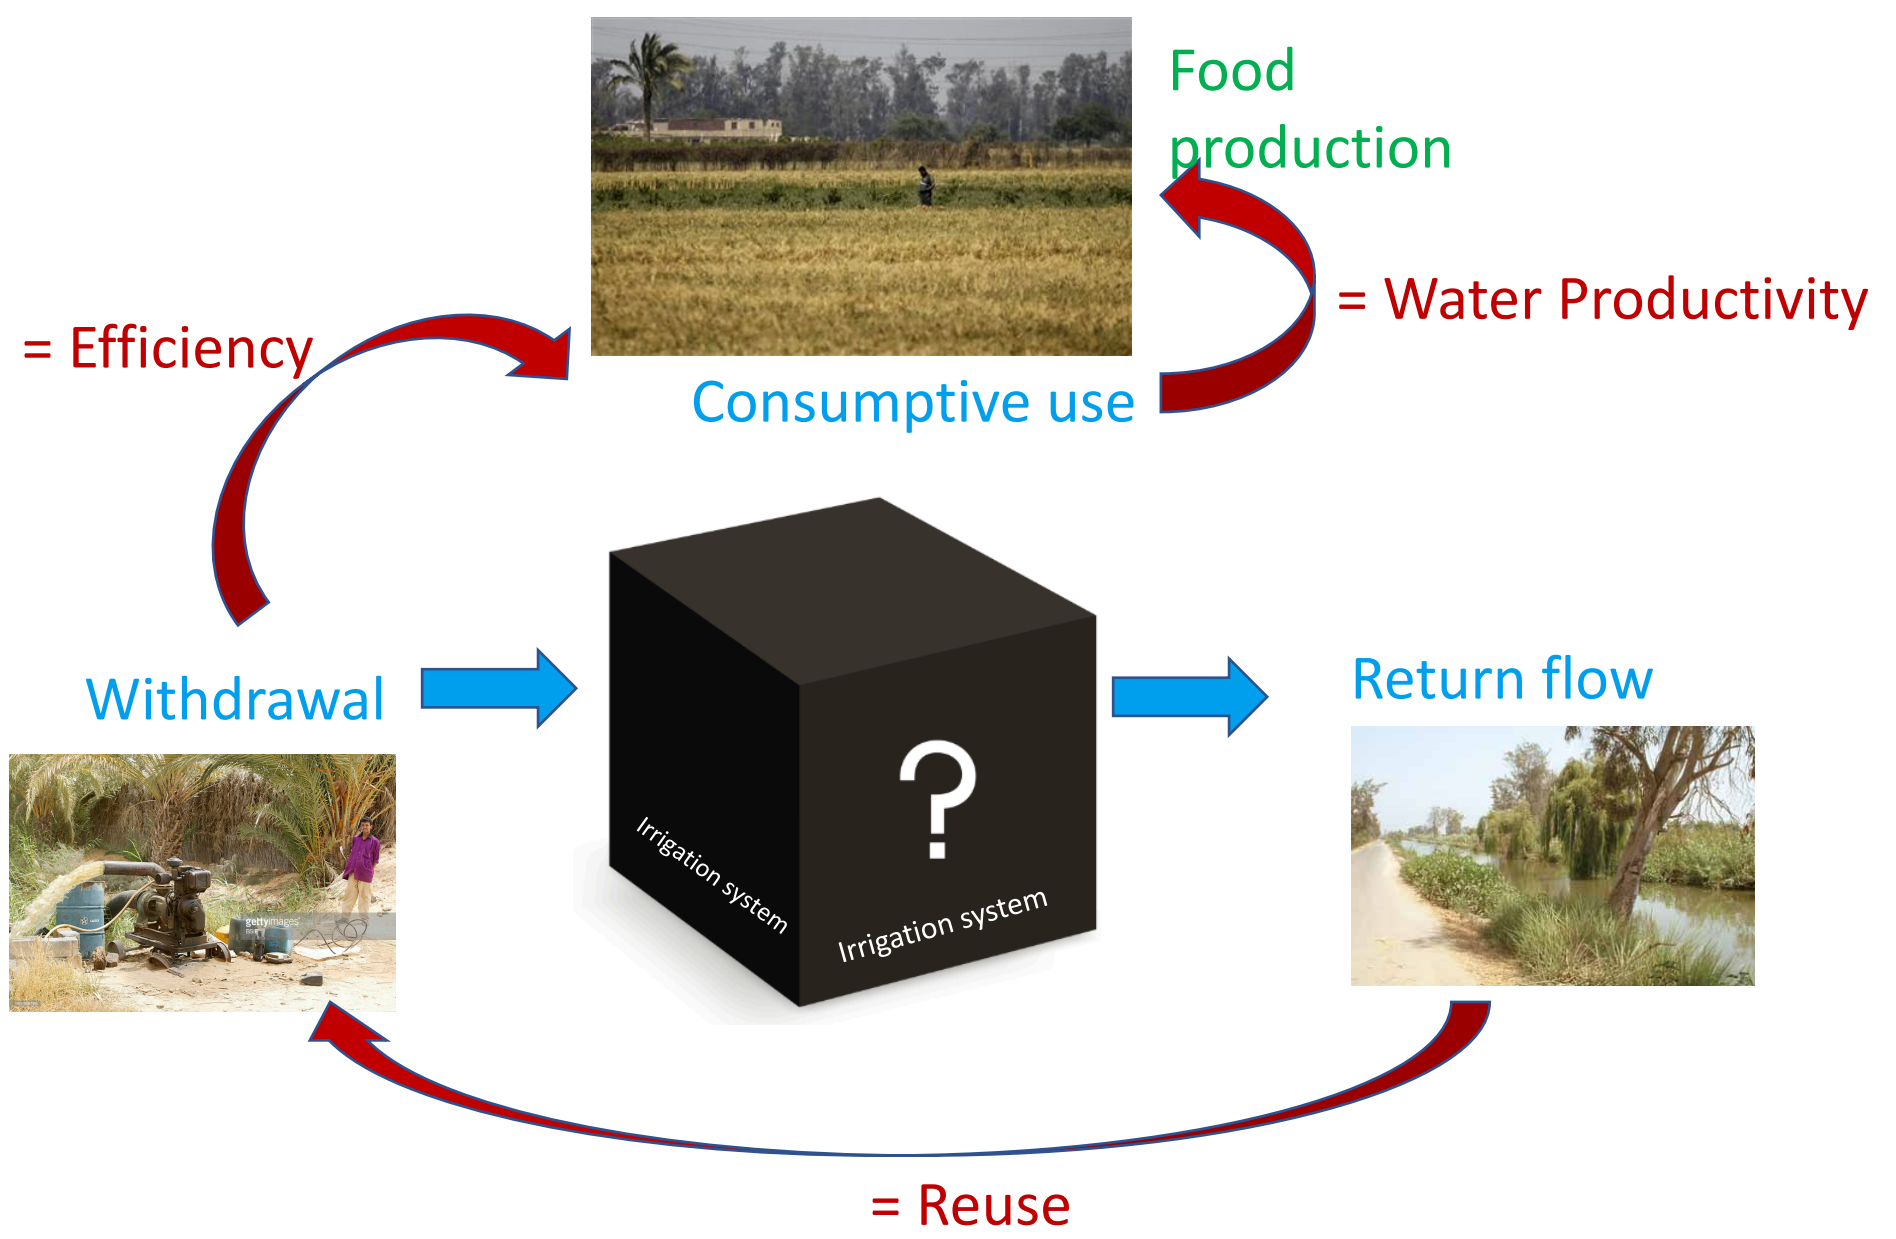 Food
production
= Water Productivity
= Efficiency
Consumptive use
Withdrawal
Return flow
?
Irrigation system
Irrigation system
gettyimages
= Reuse